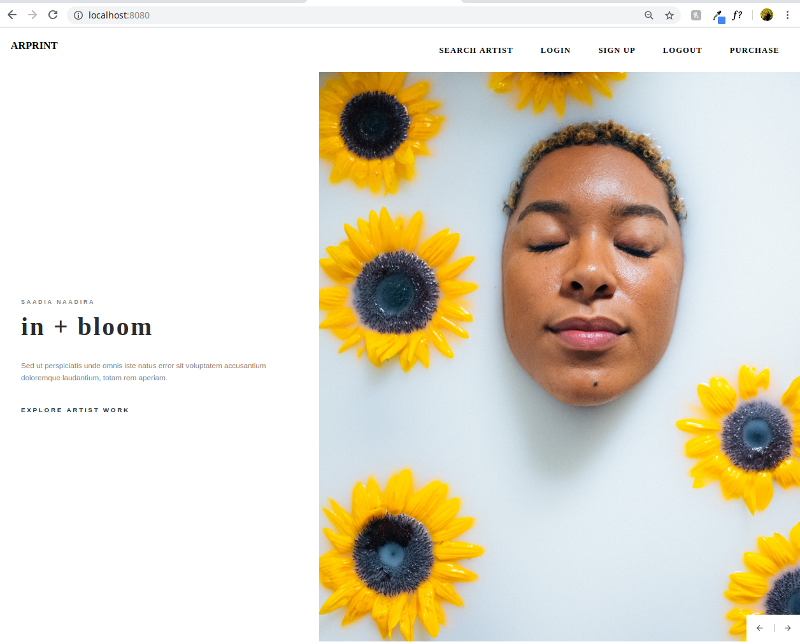 localhost:8080
f?
ARPRINT
SEARCH ARTIST LOGIN SIGN UP LOGOUT PURCHASE
SAADIA NAADIRA
in + bloom
Sed ut perspiciatis unde omnis iste natus error sit voluptatem accusantium
doloremque laudantium, totam rem aperiam.
EXPLORE ARTIST WORK